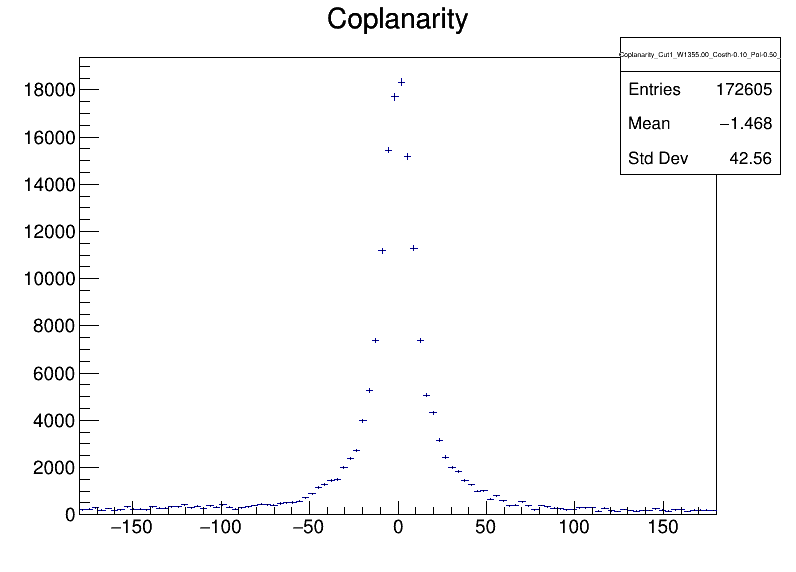 Coplanarity
Coplanarity_Cut1_W1355.00_Costh-0.10_Pol-0.50_
Entries 172605
Mean −1.468
Std Dev 42.56
18000
16000
14000
12000
10000
8000
6000
4000
2000
0
−150 −100 −50 0 50 100 150